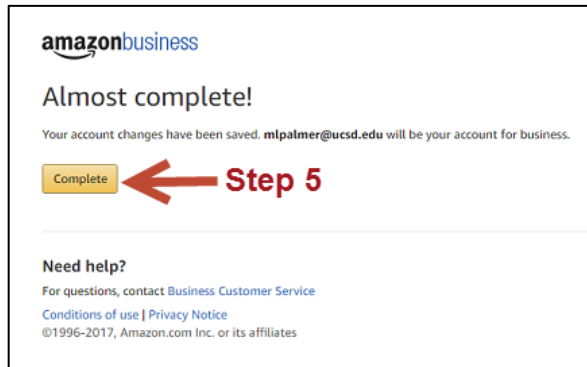 amazonbusiness
Almost complete!
Your account changes have been saved. mlpalmer@ucsd.edu will be your account for business.
Complete Step 5
Need help?
For questions, contact Business Customer Service
Conditions of use | Privacy Notice
©1996-2017, Amazon.com Inc. or its affiliates